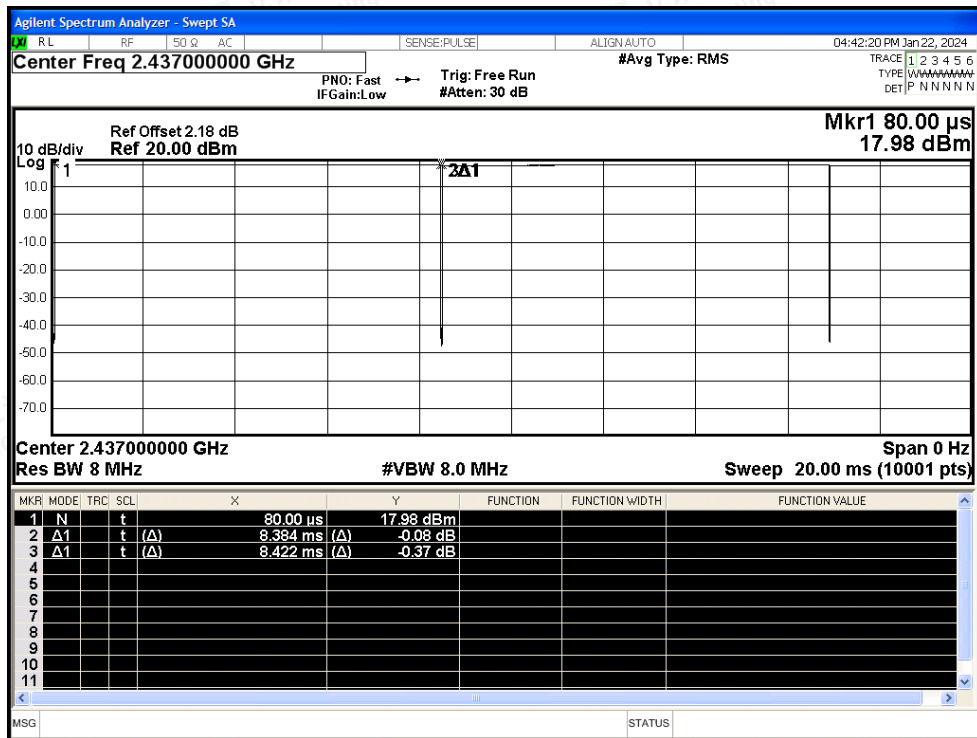 Agilent Spectrum Analyzer - Swept SA
LXI RL RF 50 Ω AC SENSE:PULSE ALIGN AUTO 04:42:20 PM Jan 22, 2024
Center Freq 2.437000000 GHz #Avg Type: RMS TRACE 1 2 3 4 5 6
PNO: Fast Trig: Free Run TYPE WWWWWW
IFGain:Low #Atten: 30 dB DET P N N N N N
Mkr1 80.00 µs
Ref Offset 2.18 dB
10 dB/div Ref 20.00 dBm 17.98 dBm
Log
1 2Δ1
10.0
0.00
-10.0
-20.0
-30.0
-40.0
-50.0
-60.0
-70.0
Center 2.437000000 GHz Span 0 Hz
Res BW 8 MHz #VBW 8.0 MHz Sweep 20.00 ms (10001 pts)
MKR MODE TRC SCL X Y FUNCTION FUNCTION WIDTH FUNCTION VALUE
1 N t 80.00 µs 17.98 dBm
2 Δ1 t (Δ) 8.384 ms (Δ) -0.08 dB
3 Δ1 t (Δ) 8.422 ms (Δ) -0.37 dB
4
5
6
7
8
9
10
11
MSG STATUS